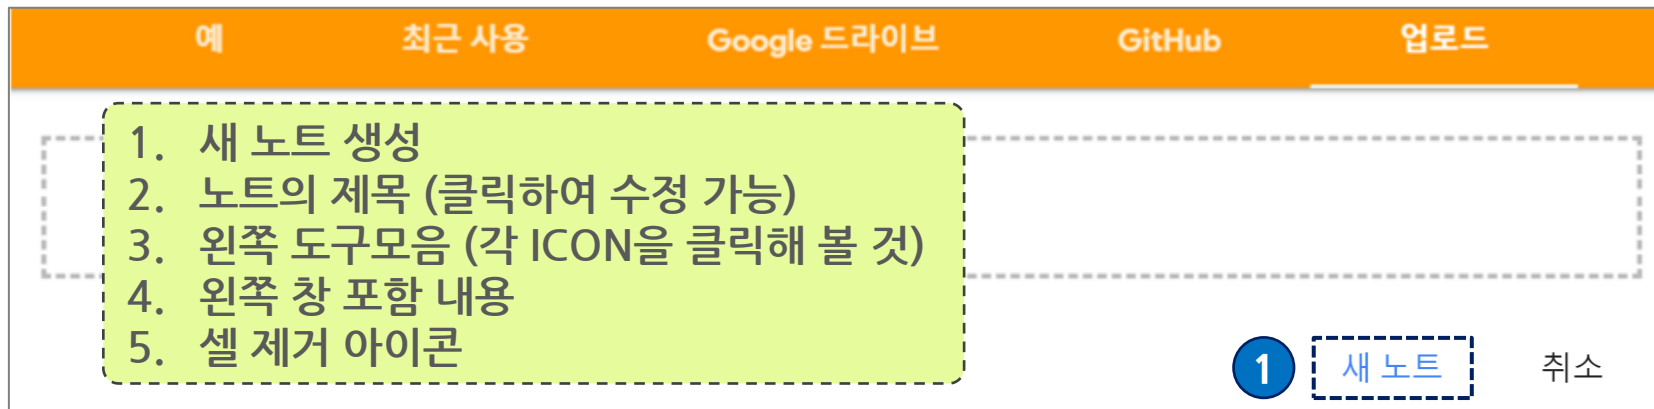 예 최근 사용 Google 드라이브 GitHub 업로드
1. 새 노트 생성
2. 노트의 제목 (클릭하여 수정 가능)
3. 왼쪽 도구모음 (각 ICON을 클릭해 볼 것)
4. 왼쪽 창 포함 내용
5. 셀 제거 아이콘
1 새 노트 취소